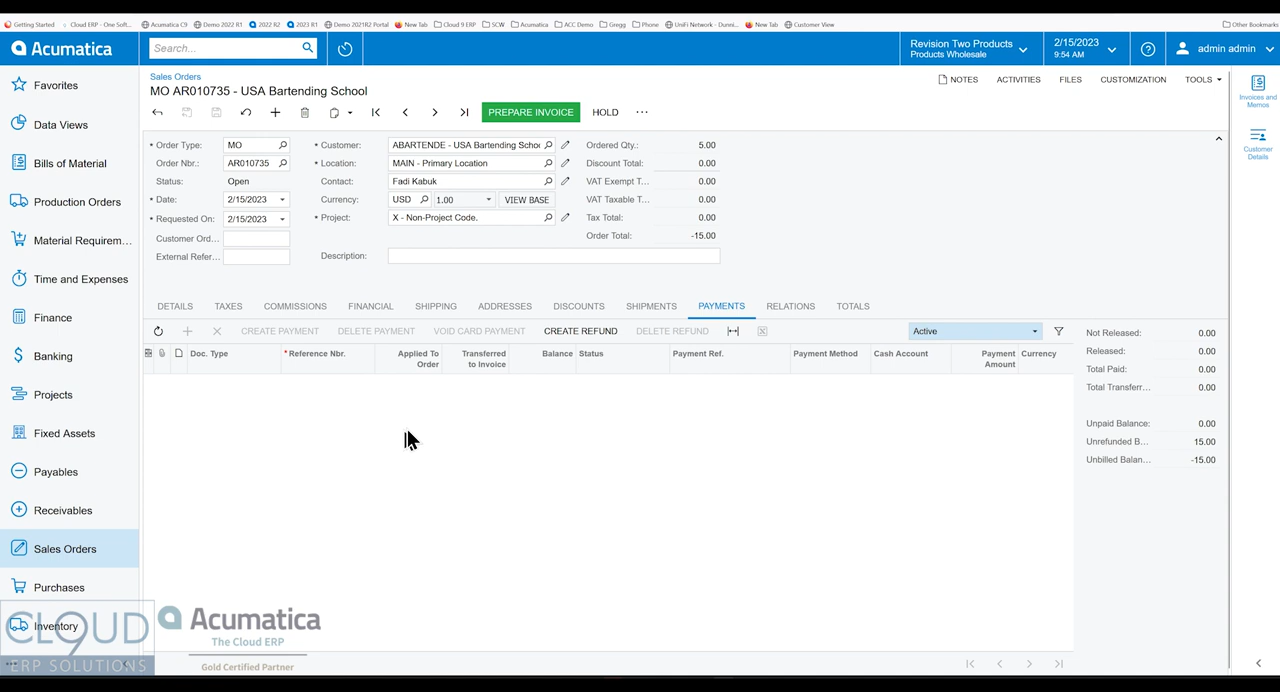 Getting Started Cloud ERP - One Soft... Acumatica C9 Demo 2022 R1 2022 R2 2023 R1 Demo 2021R2 Portal New Tab Cloud 9 ERP SCW Acumatica ACC Demo Gregg Phone UniFi Network - Dunni... New Tab Customer View Other Bookmarks
Acumatica
Search...
Revision Two Products
Products Wholesale
2/15/2023
9:54 AM
admin admin
Favorites
Data Views
Bills of Material
Production Orders
Material Requirem...
Time and Expenses
Finance
Banking
Projects
Fixed Assets
Payables
Receivables
Sales Orders
Purchases
Inventory
Sales Orders
MO AR010735 - USA Bartending School
NOTES ACTIVITIES FILES CUSTOMIZATION TOOLS
PREPARE INVOICE HOLD ...
* Order Type: MO
Order Nbr.: AR010735
Status: Open
* Date: 2/15/2023
* Requested On: 2/15/2023
Customer Ord...
External Refer...
* Customer: ABARTENDE - USA Bartending Schoo
* Location: MAIN - Primary Location
Contact: Fadi Kabuk
Currency: USD 1.00 VIEW BASE
* Project: X - Non-Project Code.
Description:
Ordered Qty.: 5.00
Discount Total: 0.00
VAT Exempt T... 0.00
VAT Taxable T... 0.00
Tax Total: 0.00
Order Total: -15.00
DETAILS TAXES COMMISSIONS FINANCIAL SHIPPING ADDRESSES DISCOUNTS SHIPMENTS PAYMENTS RELATIONS TOTALS
CREATE PAYMENT DELETE PAYMENT VOID CARD PAYMENT CREATE REFUND DELETE REFUND Active
Doc. Type * Reference Nbr. Applied To Order Transferred to Invoice Balance Status Payment Ref. Payment Method Cash Account Payment Amount Currency
Not Released: 0.00
Released: 0.00
Total Paid: 0.00
Total Transferr... 0.00
Unpaid Balance: 0.00
Unrefunded B... 15.00
Unbilled Balan... -15.00
Invoices and
Memos
Customer
Details
CLOUD
9
ERP SOLUTIONS
Acumatica
The Cloud ERP
Gold Certified Partner